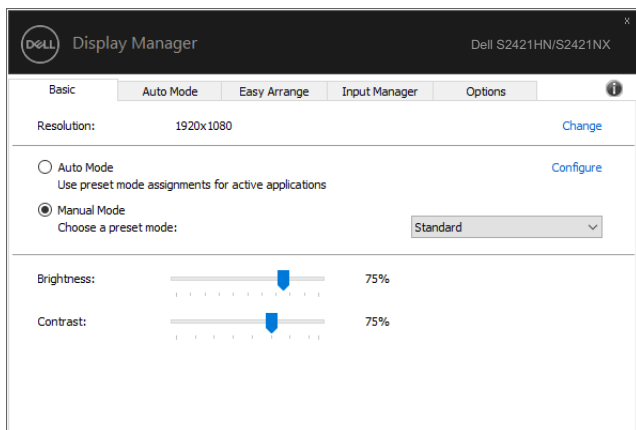 x
DELL Display Manager Dell S2421HN/S2421NX
Basic Auto Mode Easy Arrange Input Manager Options i
Resolution: 1920x1080 Change
Auto Mode Configure
Use preset mode assignments for active applications
Manual Mode
Choose a preset mode: Standard
Brightness: 75%
Contrast: 75%